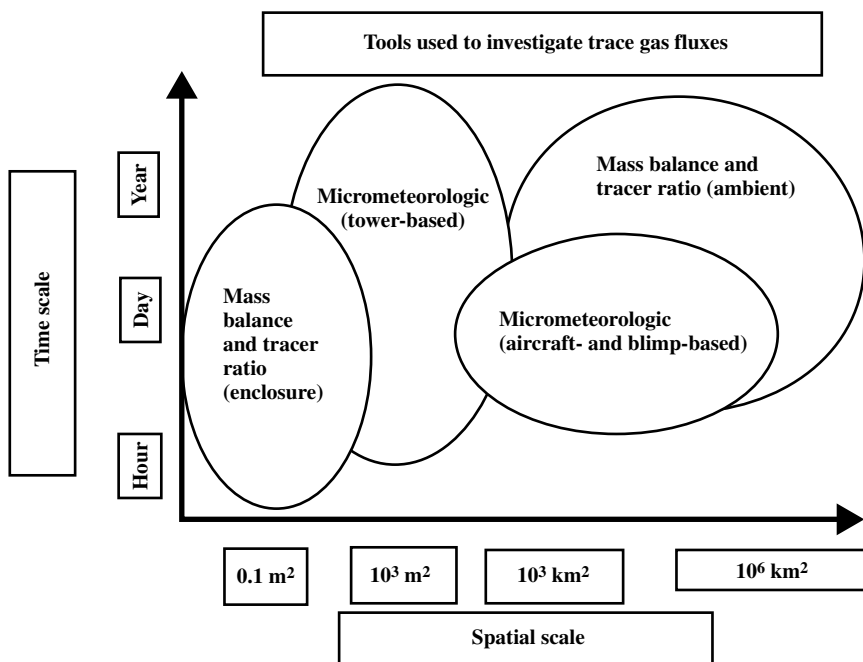 Tools used to investigate trace gas fluxes
Year
Day
Hour
Time scale
Micrometeorologic
(tower-based)
Mass balance and
tracer ratio (ambient)
Mass
balance
and tracer
ratio
(enclosure)
Micrometeorologic
(aircraft- and blimp-based)
0.1 m²
10³ m²
10³ km²
10⁶ km²
Spatial scale